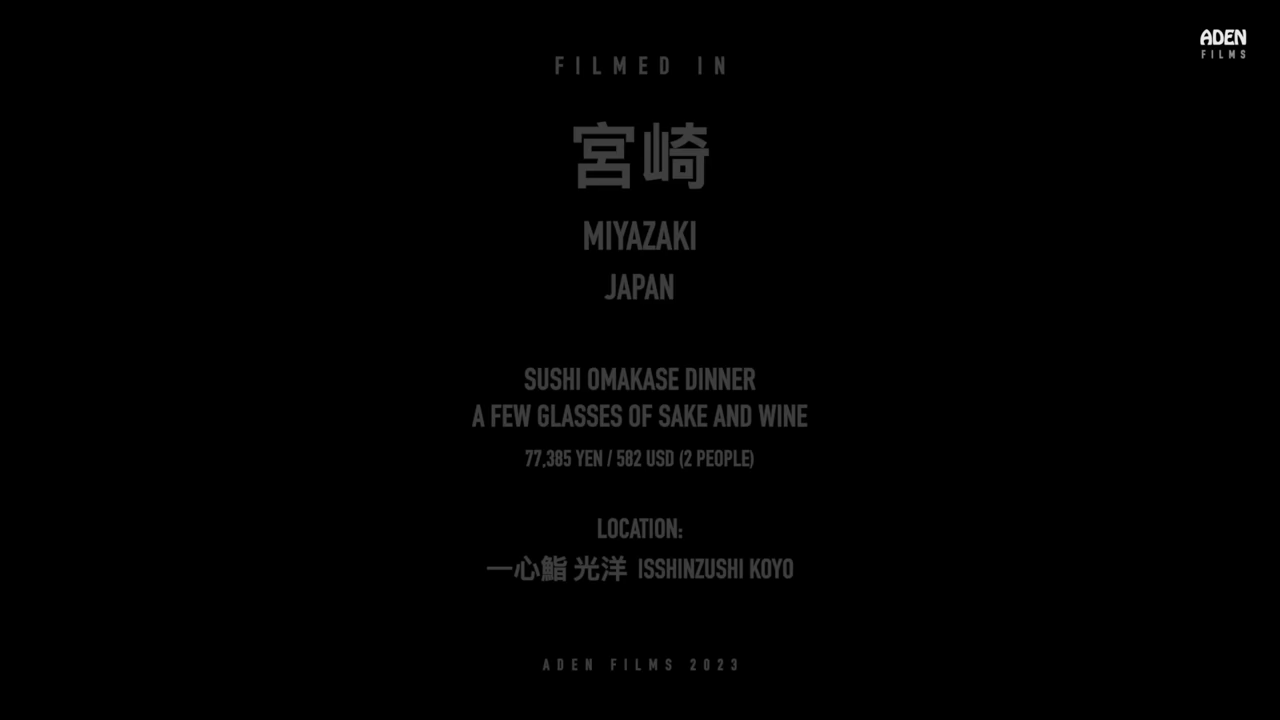 ADEN
FILMS
FILMED IN
宮崎
MIYAZAKI
JAPAN
SUSHI OMAKASE DINNER
A FEW GLASSES OF SAKE AND WINE
77,385 YEN / 582 USD (2 PEOPLE)
LOCATION:
一心鮨 光洋 ISSHINZUSHI KOYO
ADEN FILMS 2023